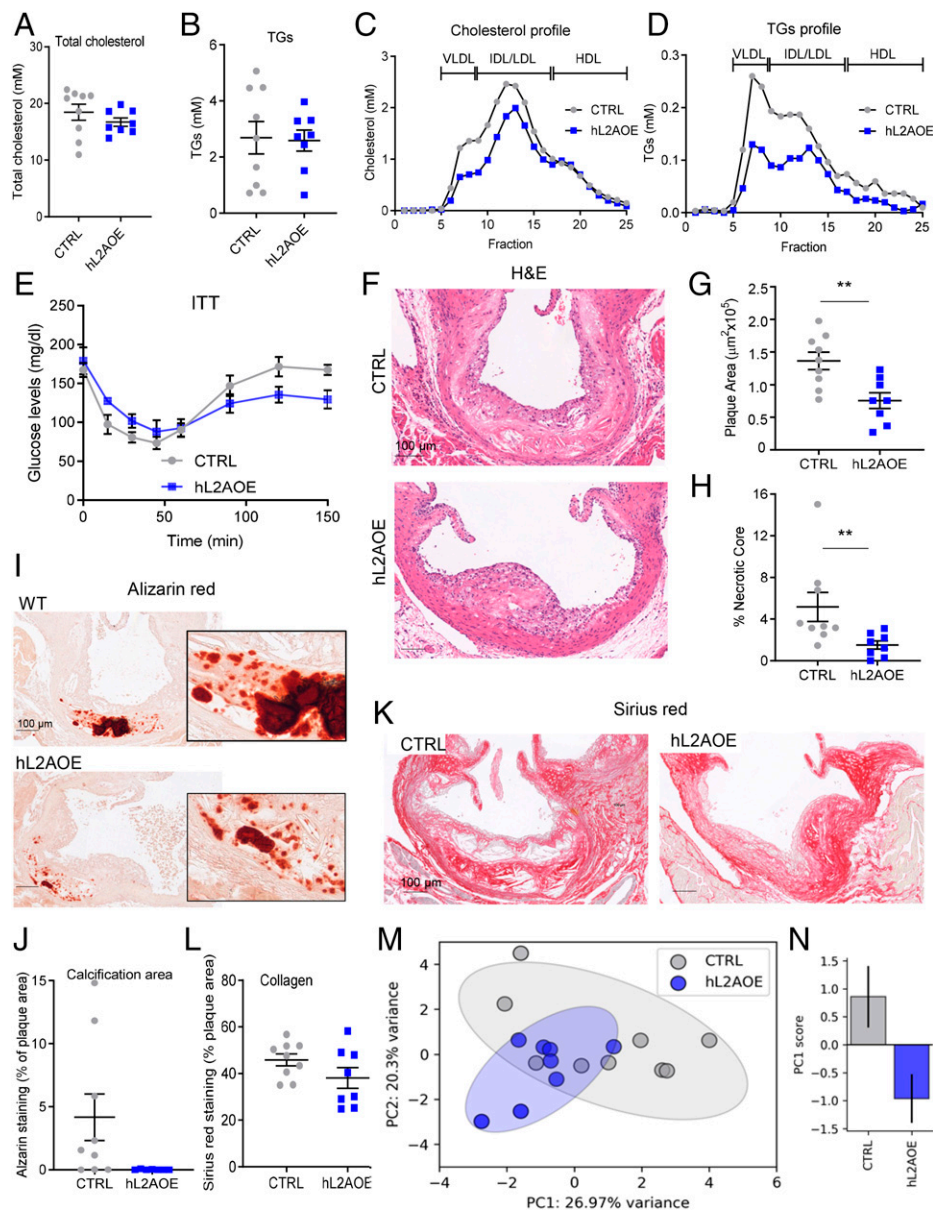 A
Total cholesterol
Total cholesterol (mM)
30
20
10
0
CTRL
hL2AOE
B
TGs
TGs (mM)
6
4
2
0
CTRL
hL2AOE
C
Cholesterol profile
VLDL
IDL/LDL
HDL
Cholesterol (mM)
3
2
1
0
0 5 10 15 20 25
Fraction
CTRL
hL2AOE
D
TGs profile
VLDL
IDL/LDL
HDL
TGs (mM)
0.3
0.2
0.1
0.0
0 5 10 15 20 25
Fraction
CTRL
hL2AOE
E
ITT
Glucose levels (mg/dl)
250
200
150
100
50
0
0 50 100 150
Time (min)
CTRL
hL2AOE
F
H&E
CTRL
100 µm
hL2AOE
G
Plaque Area (µm²x10⁵)
2.5
2.0
1.5
1.0
0.5
0
**
CTRL
hL2AOE
H
% Necrotic Core
16
12
8
4
0
**
CTRL
hL2AOE
I
Alizarin red
WT
100 µm
hL2AOE
K
Sirius red
CTRL
100 µm
hL2AOE
J
Calcification area
Alzarin staining (% of plaque area)
15
10
5
0
CTRL
hL2AOE
L
Collagen
Sirius red staining (% plaque area)
80
60
40
20
0
CTRL
hL2AOE
M
CTRL
hL2AOE
PC2: 20.3% variance
4
2
0
−2
−4
−4 −2 0 2 4 6
PC1: 26.97% variance
N
PC1 score
1.5
1.0
0.5
0.0
−0.5
−1.0
−1.5
CTRL
hL2AOE